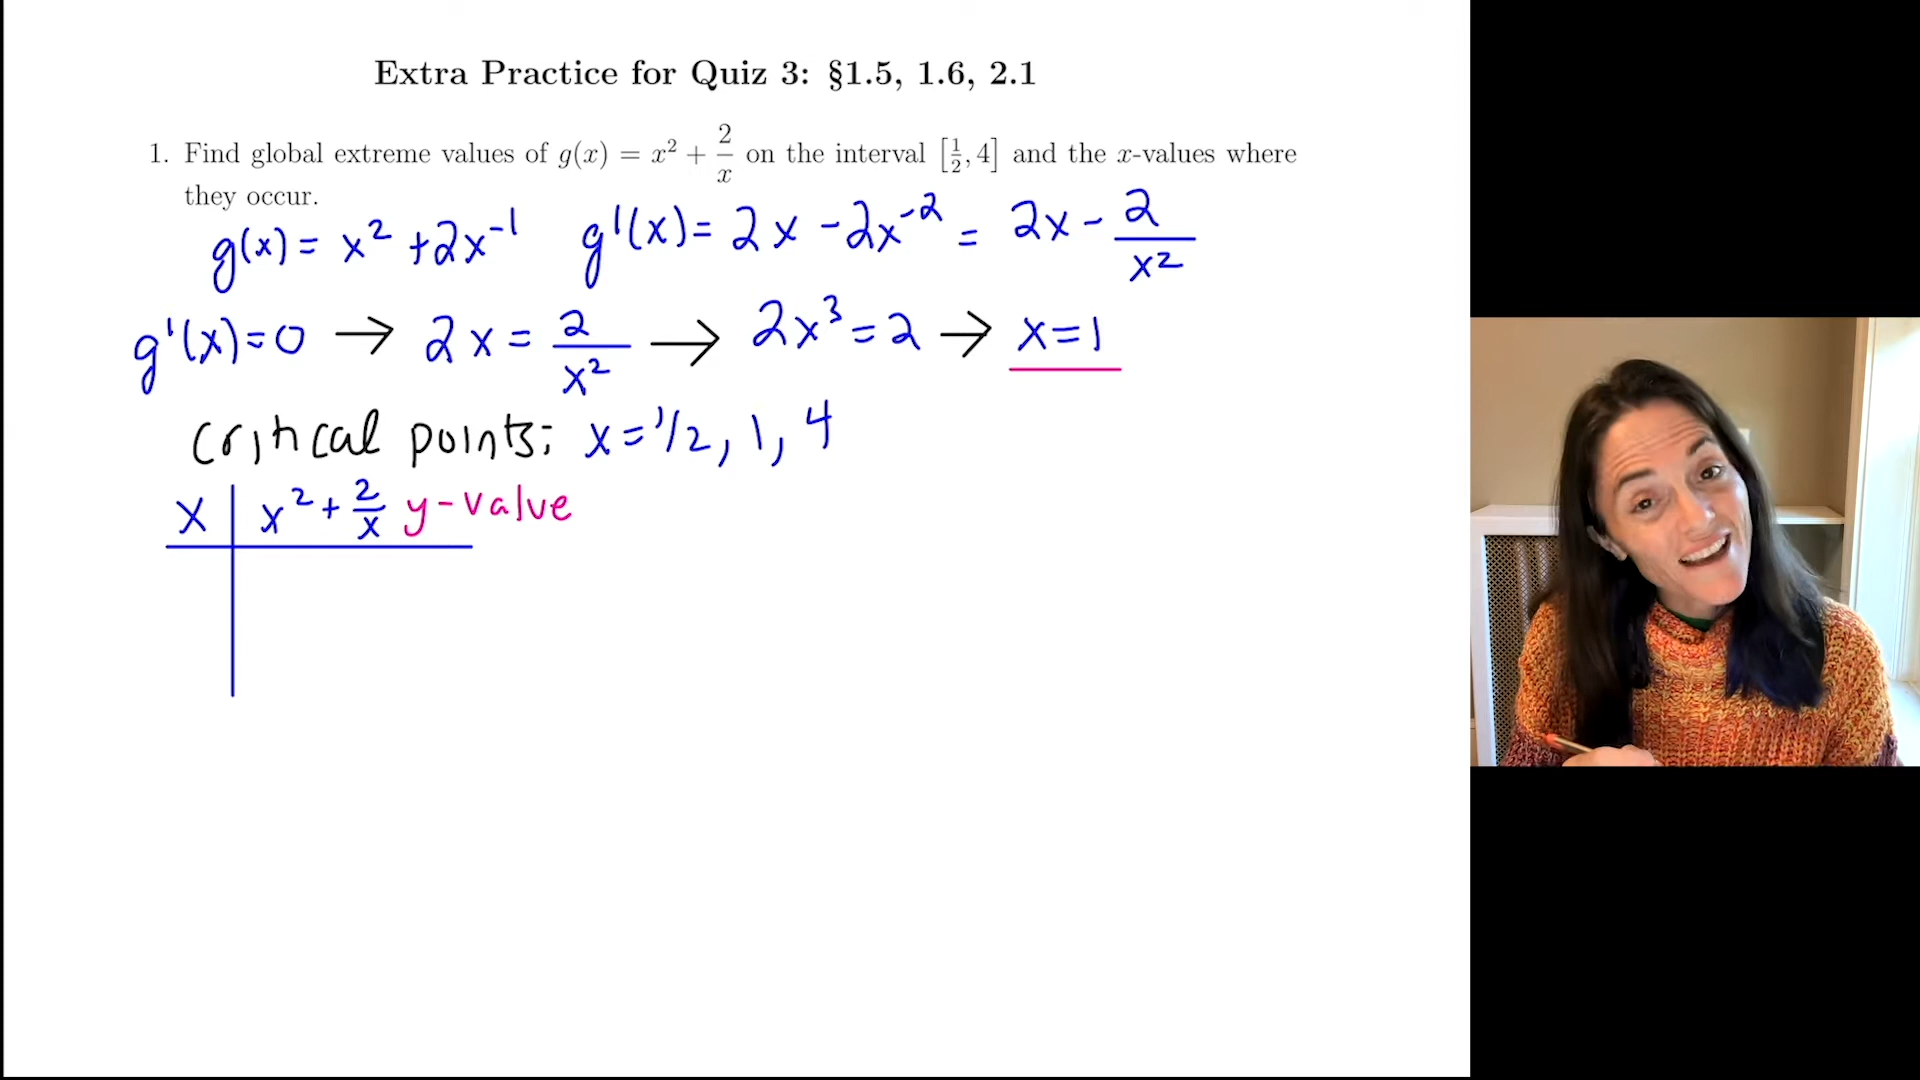 Extra Practice for Quiz 3: §1.5, 1.6, 2.1
1. Find global extreme values of g(x) = x² + 2/x on the interval [1/2, 4] and the x-values where
they occur.
g(x) = x² + 2x⁻¹   g'(x) = 2x - 2x⁻² = 2x - 2/x²
g'(x) = 0 → 2x = 2/x² → 2x³ = 2 → x = 1
critical points: x = 1/2, 1, 4
x | x² + 2/x y-value